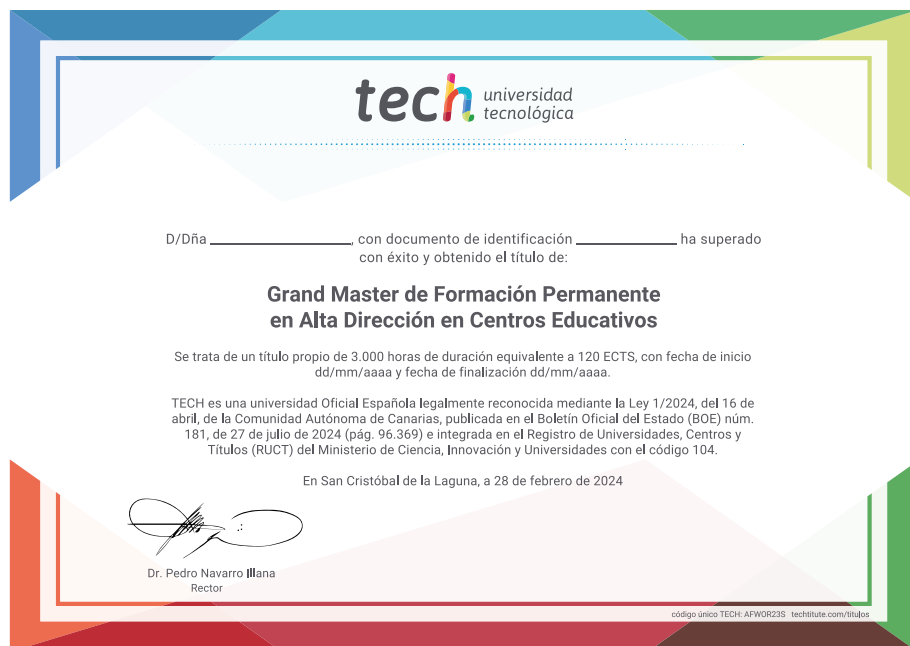 tech universidad
tecnológica
D/Dña ________________, con documento de identificación ____________ ha superado
con éxito y obtenido el título de:
Grand Master de Formación Permanente
en Alta Dirección en Centros Educativos
Se trata de un título propio de 3.000 horas de duración equivalente a 120 ECTS, con fecha de inicio
dd/mm/aaaa y fecha de finalización dd/mm/aaaa.
TECH es una universidad Oficial Española legalmente reconocida mediante la Ley 1/2024, del 16 de
abril, de la Comunidad Autónoma de Canarias, publicada en el Boletín Oficial del Estado (BOE) núm.
181, de 27 de julio de 2024 (pág. 96.369) e integrada en el Registro de Universidades, Centros y
Títulos (RUCT) del Ministerio de Ciencia, Innovación y Universidades con el código 104.
En San Cristóbal de la Laguna, a 28 de febrero de 2024
Dr. Pedro Navarro Illana
Rector
código único TECH: AFWOR23S techtitute.com/titulos